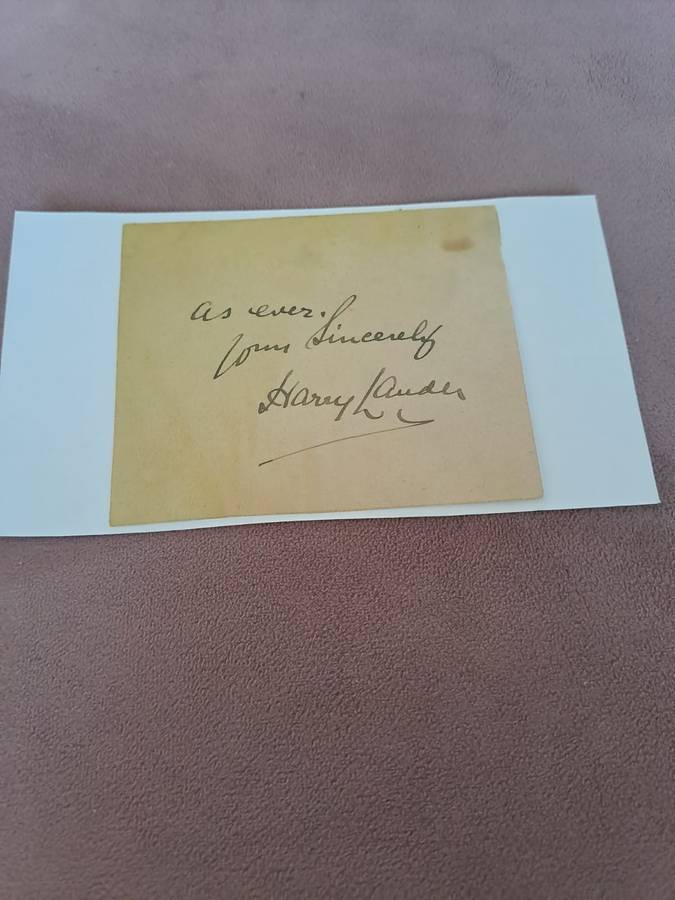 as ever.
yours Sincerely
Harry Lauder